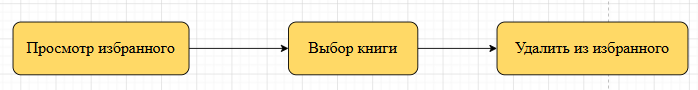 Просмотр избранного
Выбор книги
Удалить из избранного